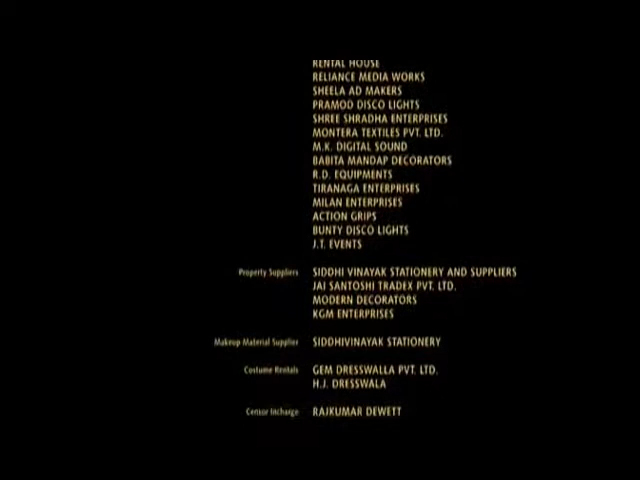 RENTAL HOUSE
RELIANCE MEDIA WORKS
SHEELA AD MAKERS
PRAMOD DISCO LIGHTS
SHREE SHRADHA ENTERPRISES
MONTERA TEXTILES PVT. LTD.
M.K. DIGITAL SOUND
BABITA MANDAP DECORATORS
R.D. EQUIPMENTS
TIRANAGA ENTERPRISES
MILAN ENTERPRISES
ACTION GRIPS
BUNTY DISCO LIGHTS
J.T. EVENTS
Property Suppliers SIDDHI VINAYAK STATIONERY AND SUPPLIERS
JAI SANTOSHI TRADEX PVT. LTD.
MODERN DECORATORS
KGM ENTERPRISES
Makeup Material Supplier SIDDHIVINAYAK STATIONERY
Costume Rentals GEM DRESSWALLA PVT. LTD.
H.J. DRESSWALA
Censor Incharge RAJKUMAR DEWETT